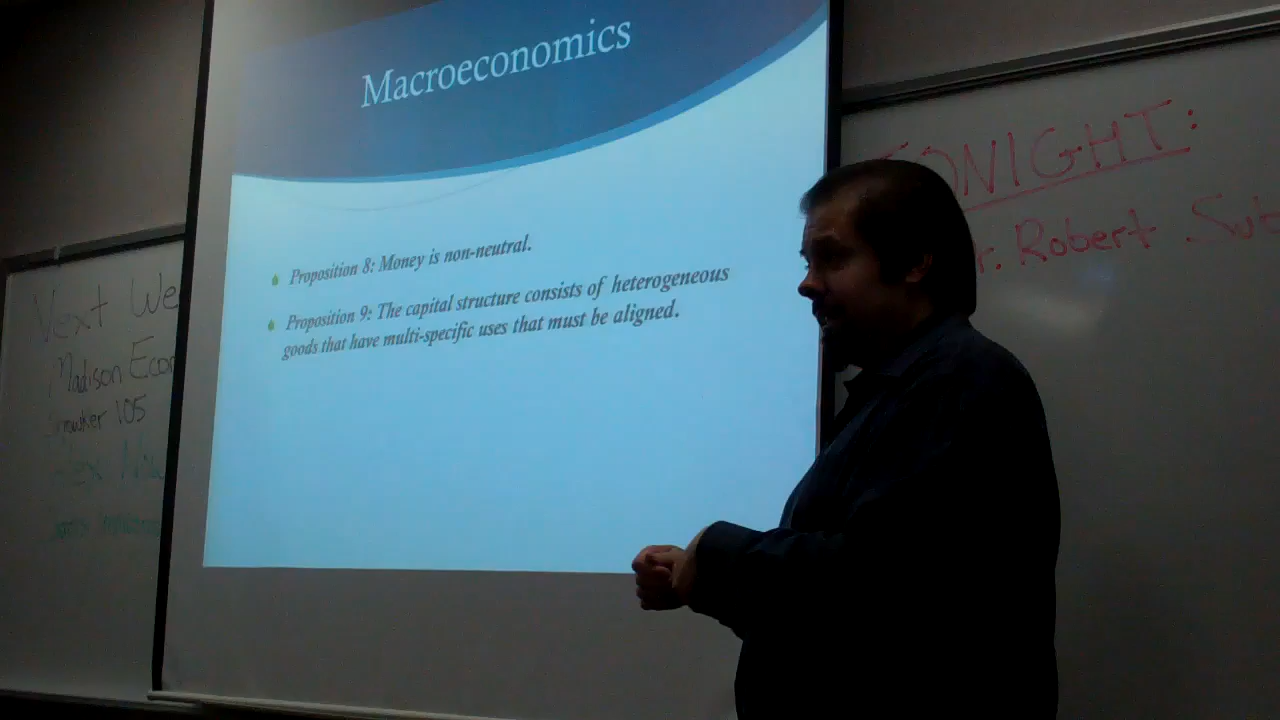 Macroeconomics
Proposition 8: Money is non-neutral.
Proposition 9: The capital structure consists of heterogeneous
goods that have multi-specific uses that must be aligned.
TONIGHT:
r. Robert Sub
Next We
Madison Econ
105